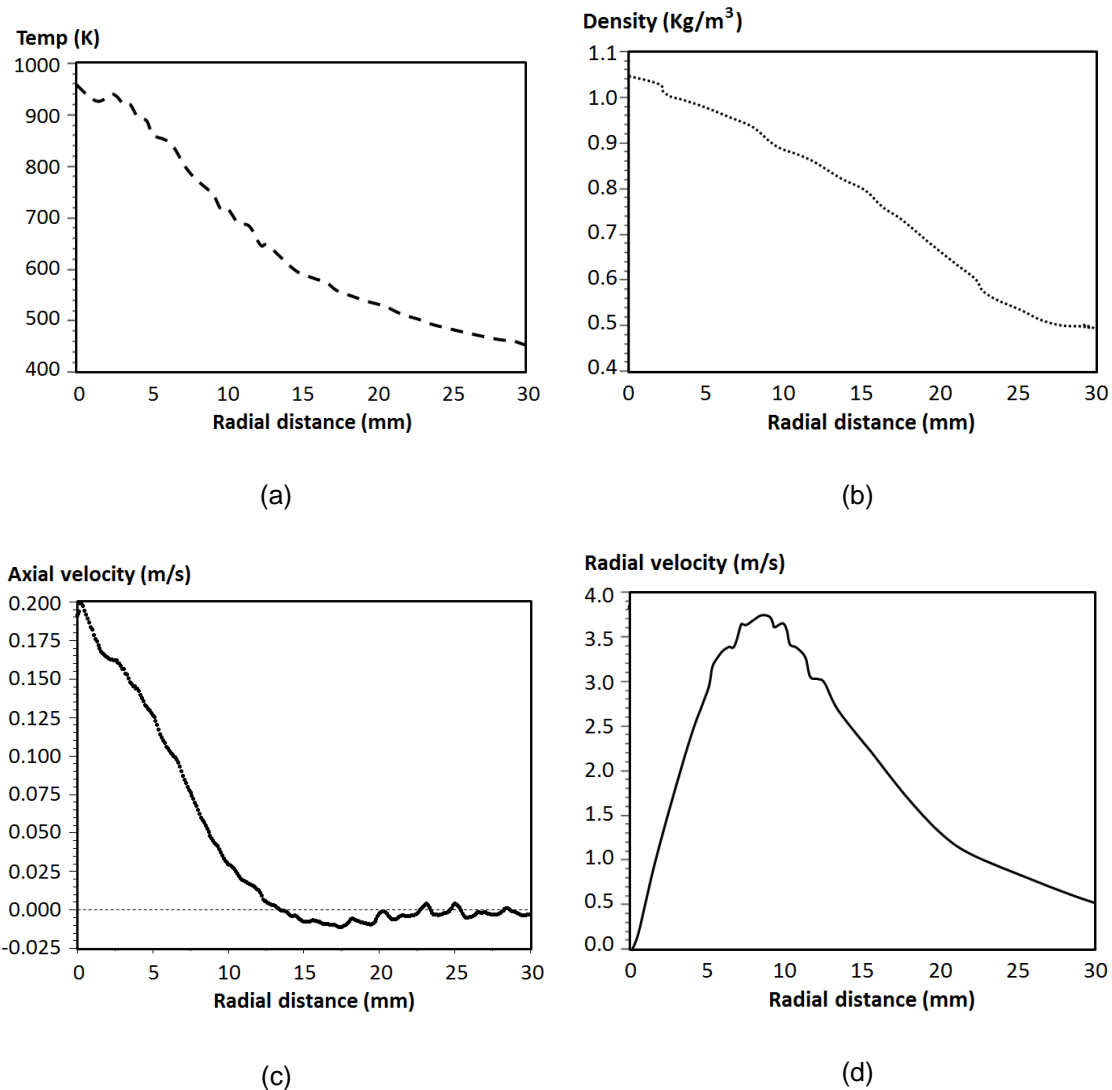 Temp (K)
1000
900
800
700
600
500
400
0 5 10 15 20 25 30
Radial distance (mm)
(a)
Density (Kg/m³)
1.1
1.0
0.9
0.8
0.7
0.6
0.5
0.4
0 5 10 15 20 25 30
Radial distance (mm)
(b)
Axial velocity (m/s)
0.200
0.175
0.150
0.125
0.100
0.075
0.050
0.025
0.000
-0.025
0 5 10 15 20 25 30
Radial distance (mm)
(c)
Radial velocity (m/s)
4.0
3.5
3.0
2.5
2.0
1.5
1.0
0.5
0.0
0 5 10 15 20 25 30
Radial distance (mm)
(d)